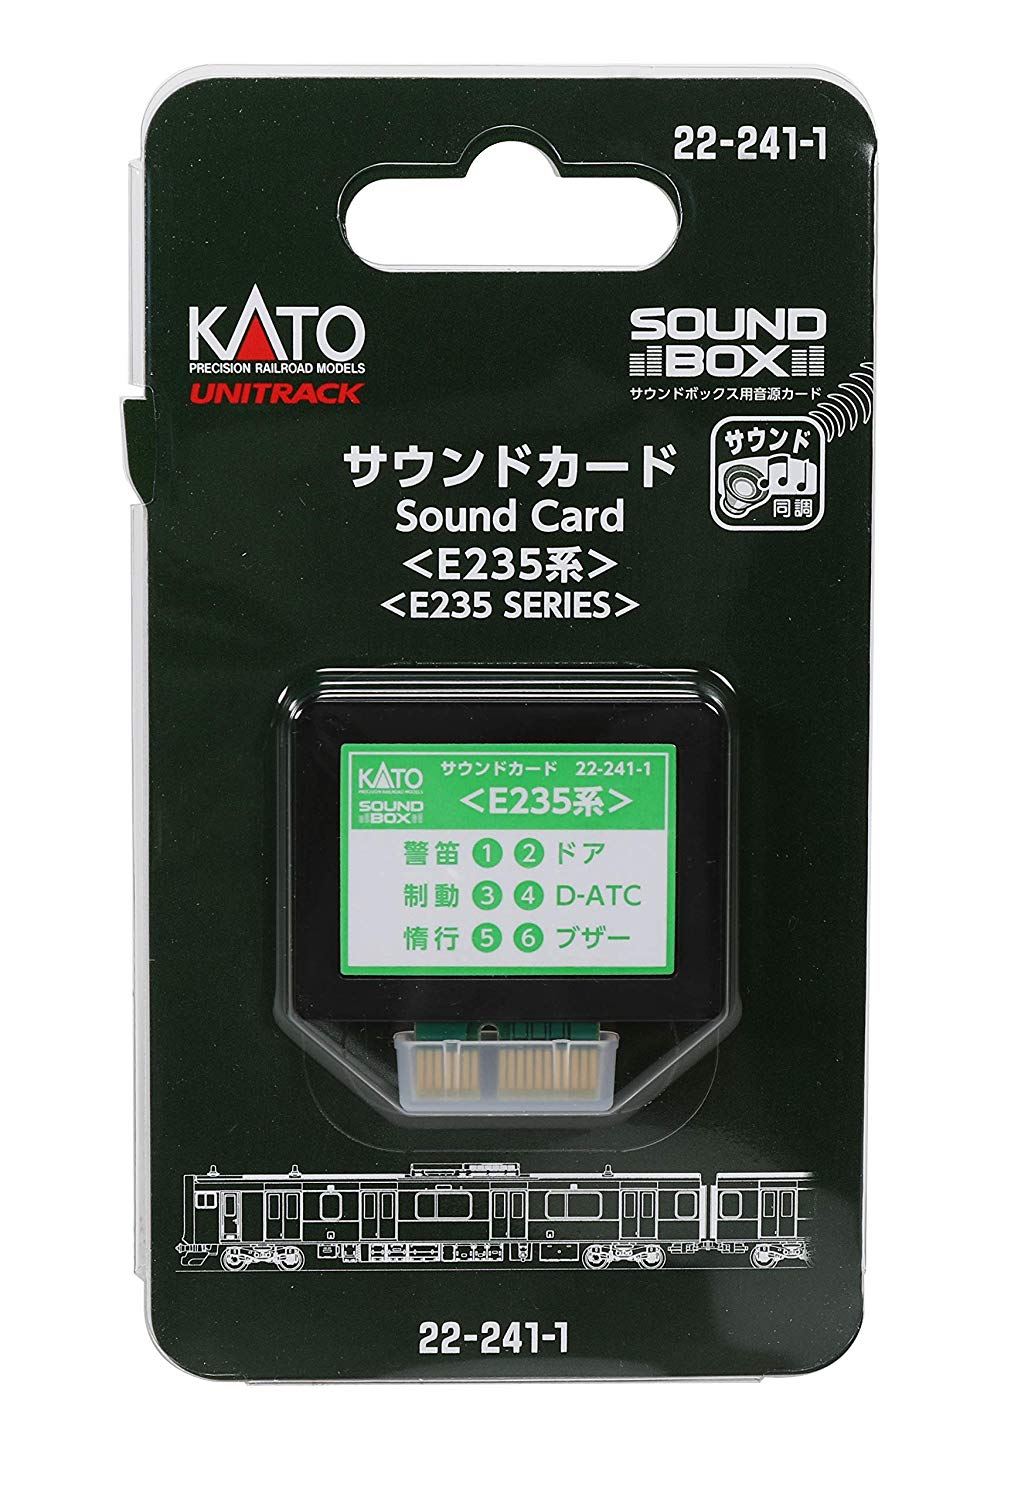 22-241-1
KATO
PRECISION RAILROAD MODELS
UNITRACK
SOUND
BOX
サウンドボックス用音源カード
サウンド
同調
サウンドカード
Sound Card
<E235系>
<E235 SERIES>
KATO
PRECISION RAILROAD MODELS
SOUND
BOX
サウンドカード 22-241-1
<E235系>
警笛 1 2 ドア
制動 3 4 D-ATC
惰行 5 6 ブザー
22-241-1